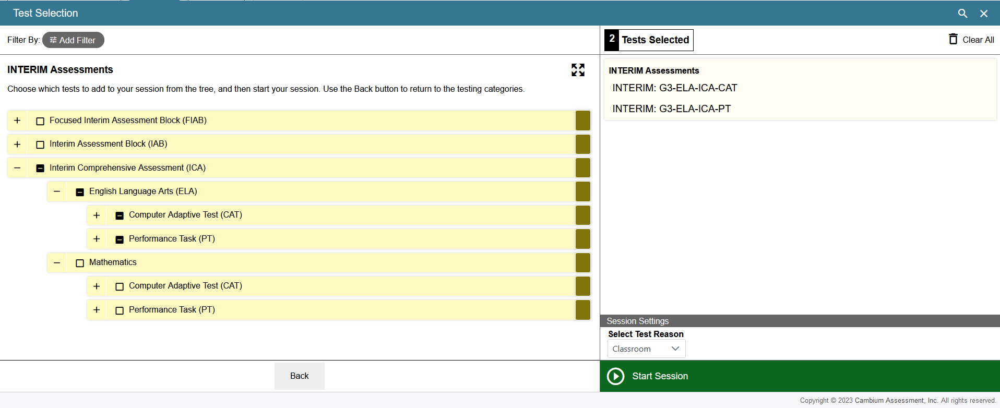 Test Selection
Filter By: Add Filter
2 Tests Selected
Clear All
INTERIM Assessments
Choose which tests to add to your session from the tree, and then start your session. Use the Back button to return to the testing categories.
Focused Interim Assessment Block (FIAB)
Interim Assessment Block (IAB)
Interim Comprehensive Assessment (ICA)
English Language Arts (ELA)
Computer Adaptive Test (CAT)
Performance Task (PT)
Mathematics
Computer Adaptive Test (CAT)
Performance Task (PT)
Back
INTERIM Assessments
INTERIM: G3-ELA-ICA-CAT
INTERIM: G3-ELA-ICA-PT
Session Settings
Select Test Reason
Classroom
Start Session
Copyright © 2023 Cambium Assessment, Inc. All rights reserved.